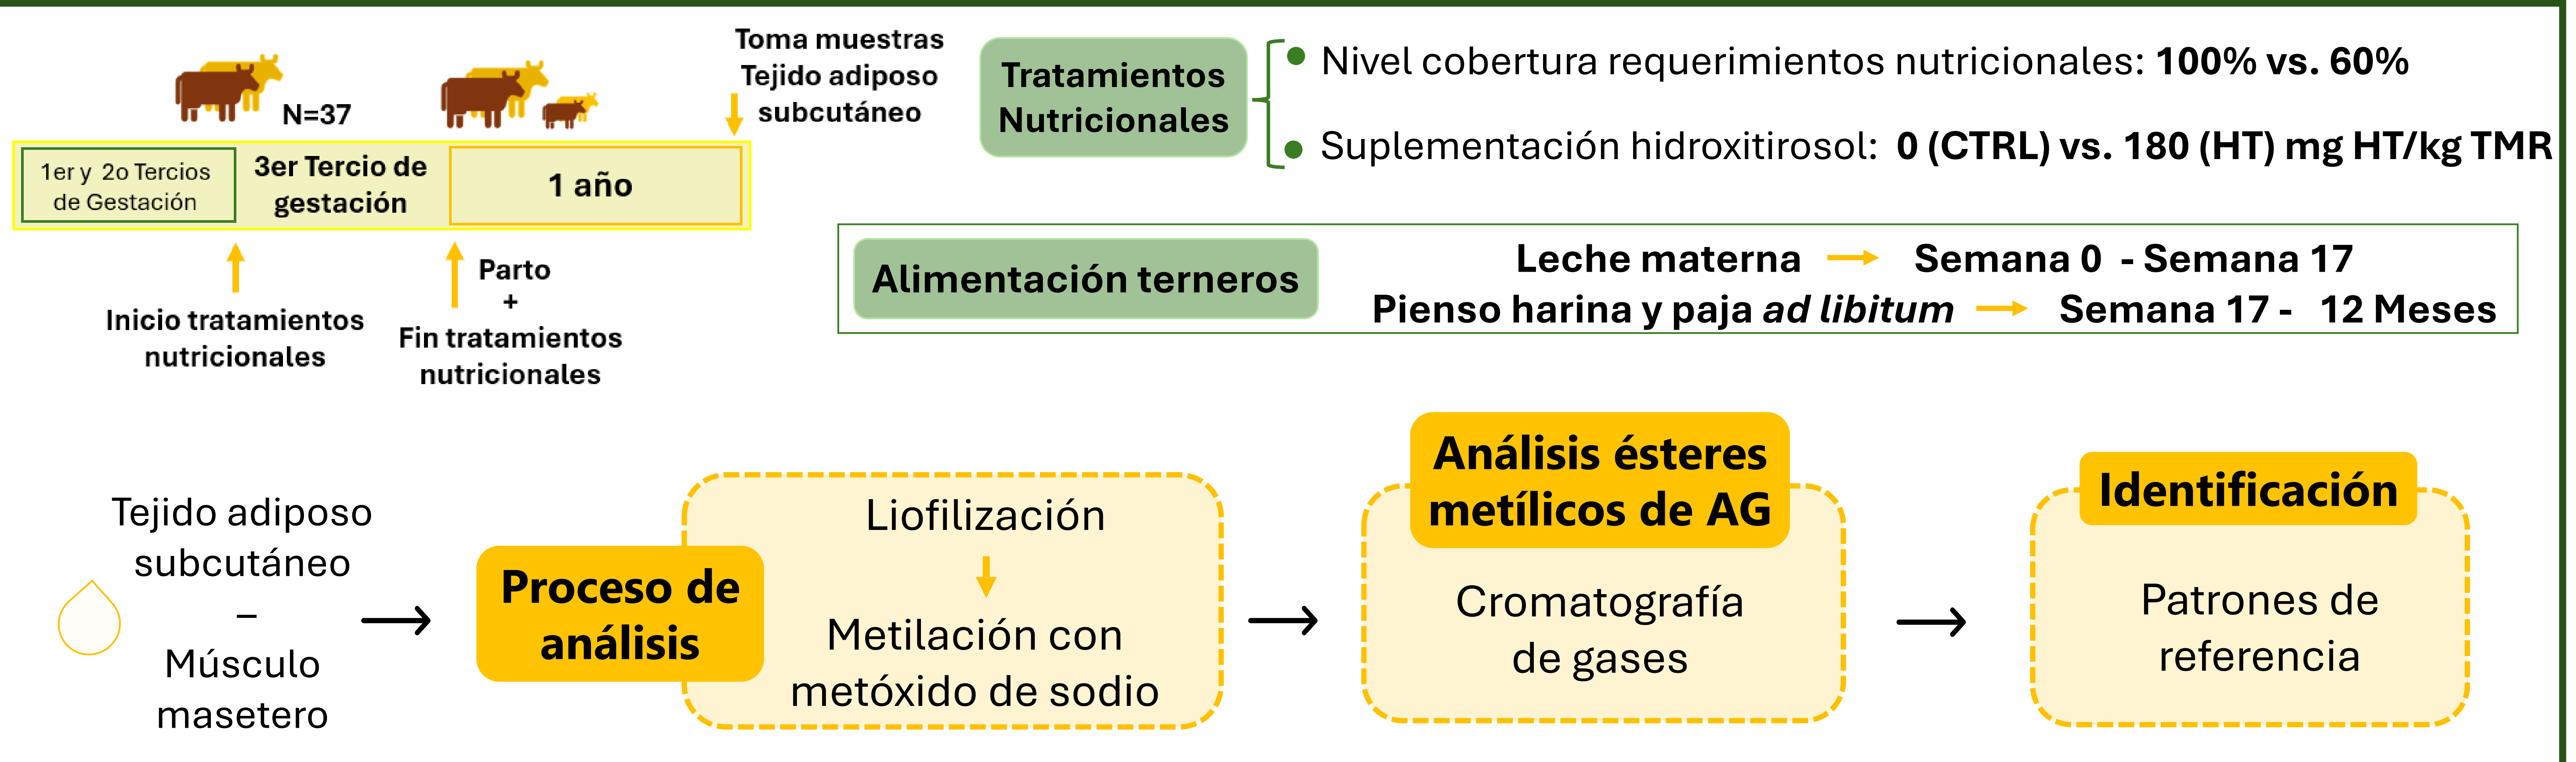 N=37
Toma muestras
Tejido adiposo
subcutáneo
1er y 2o Tercios
de Gestación
3er Tercio de
gestación
1 año
Inicio tratamientos
nutricionales
Parto
+
Fin tratamientos
nutricionales
Tratamientos
Nutricionales
Nivel cobertura requerimientos nutricionales: 100% vs. 60%
Suplementación hidroxitirosol: 0 (CTRL) vs. 180 (HT) mg HT/kg TMR
Alimentación terneros
Leche materna → Semana 0 - Semana 17
Pienso harina y paja ad libitum → Semana 17 - 12 Meses
Tejido adiposo
subcutáneo
–
Músculo
masetero
Proceso de
análisis
Liofilización
Metilación con
metóxido de sodio
Análisis ésteres
metílicos de AG
Cromatografía
de gases
Identificación
Patrones de
referencia